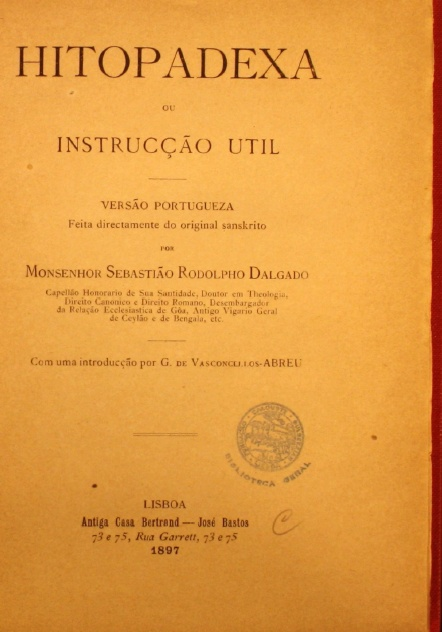 HITOPADEXA
OU
INSTRUCÇÃO UTIL
VERSÃO PORTUGUEZA
Feita directamente do original sanskrito
POR
MONSENHOR SEBASTIÃO RODOLPHO DALGADO
Capellão Honorario de Sua Santidade, Doutor em Theologia,
Direito Canonico e Direito Romano, Desembargador
da Relação Ecclesiastica de Gôa, Antigo Vigario Geral
de Ceylão e de Bengala, etc.
Com uma introducção por G. DE VASCONCELLOS-ABREU
BIBLIOTECA GERAL
LISBOA
Antiga Casa Bertrand — José Bastos
73 e 75, Rua Garrett, 73 e 75
1897
C